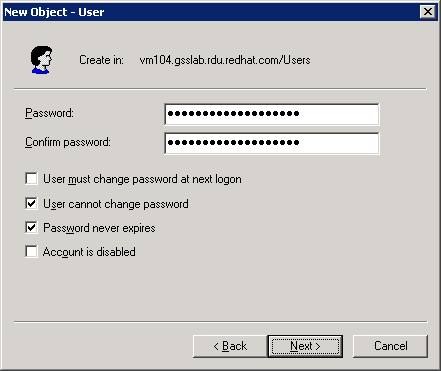 New Object - User
Create in: vm104.gsslab.rdu.redhat.com/Users
Password:
Confirm password:
User must change password at next logon
User cannot change password
Password never expires
Account is disabled
< Back Next > Cancel